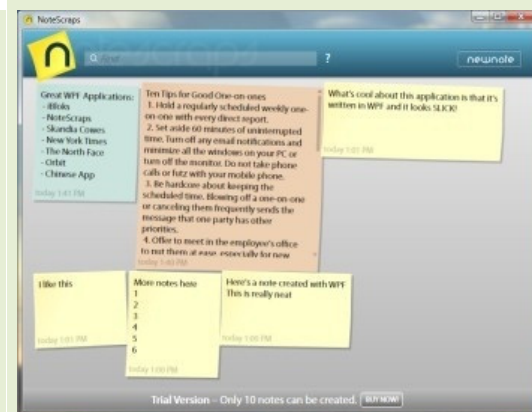 NoteScraps
find
?
newnote
Great WPF Applications:
- iBloks
- NoteScraps
- Skandia Cowes
- New York Times
- The North Face
- Orbit
- Chinese App
today 5:41 PM
Ten Tips for Good One-on-ones
1. Hold a regularly scheduled weekly one-
on-one with every direct report.
2. Set aside 60 minutes of uninterrupted
time. Turn off any email notifications and
minimize all the windows on your PC or
turn off the monitor. Do not take phone
calls or futz with your mobile phone.
3. Be hardcore about keeping the
scheduled time. Blowing off a one-on-one
or canceling them frequently sends the
message that one party has other
priorities.
4. Offer to meet in the employee's office
to put them at ease, especially for new
today 1:40 PM
What's cool about this application is that it's
written in WPF and it looks SLICK!
today 1:01 PM
I like this
today 1:01 PM
More notes here
1
2
3
4
5
6
today 1:00 PM
Here's a note created with WPF
This is really neat
today 1:00 PM
Trial Version – Only 10 notes can be created. BUY NOW!